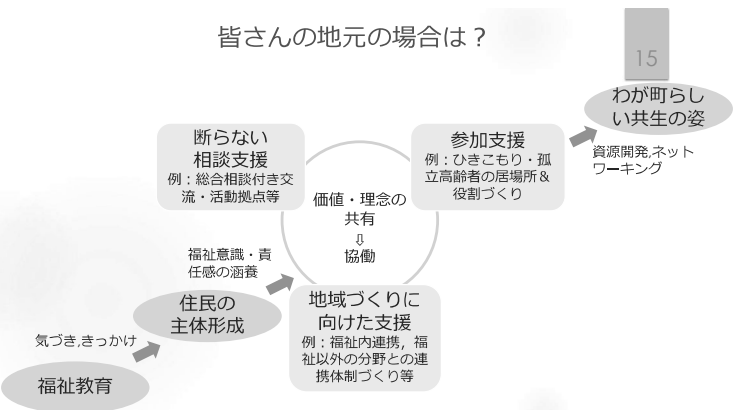 皆さんの地元の場合は？
15
わが町らし
い共生の姿
断らない
相談支援
例：総合相談付き交
流・活動拠点等
参加支援
例：ひきこもり・孤
立高齢者の居場所＆
役割づくり
資源開発,ネット
ワーキング
価値・理念の
共有
⇩
協働
福祉意識・責
任感の涵養
住民の
主体形成
地域づくりに
向けた支援
例：福祉内連携，福
祉以外の分野との連
携体制づくり等
気づき,きっかけ
福祉教育